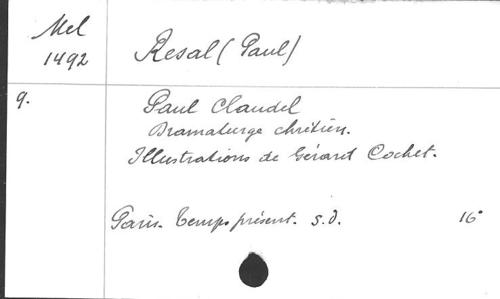 Mel
1492
Resal (Paul)
9.
Paul Claudel
Dramaturge chrétien.
Illustrations de Gérard Cochet.
Paris. Temps présent. s.d. 16°